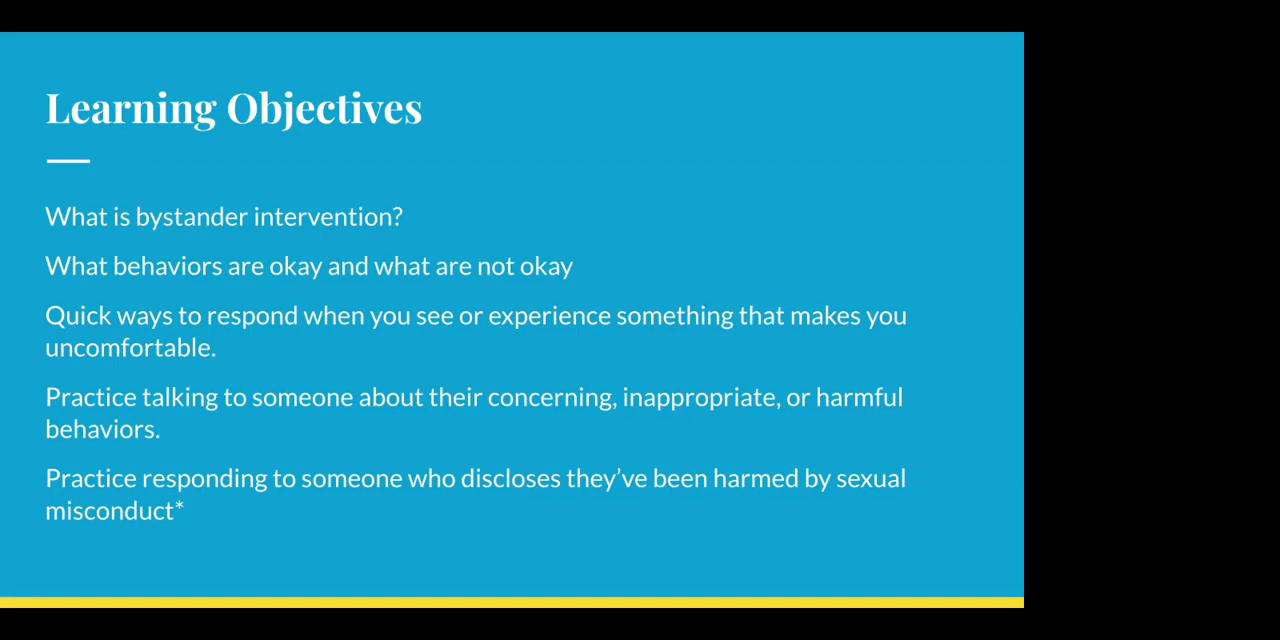 Learning Objectives
What is bystander intervention?
What behaviors are okay and what are not okay
Quick ways to respond when you see or experience something that makes you
uncomfortable.
Practice talking to someone about their concerning, inappropriate, or harmful
behaviors.
Practice responding to someone who discloses they’ve been harmed by sexual
misconduct*